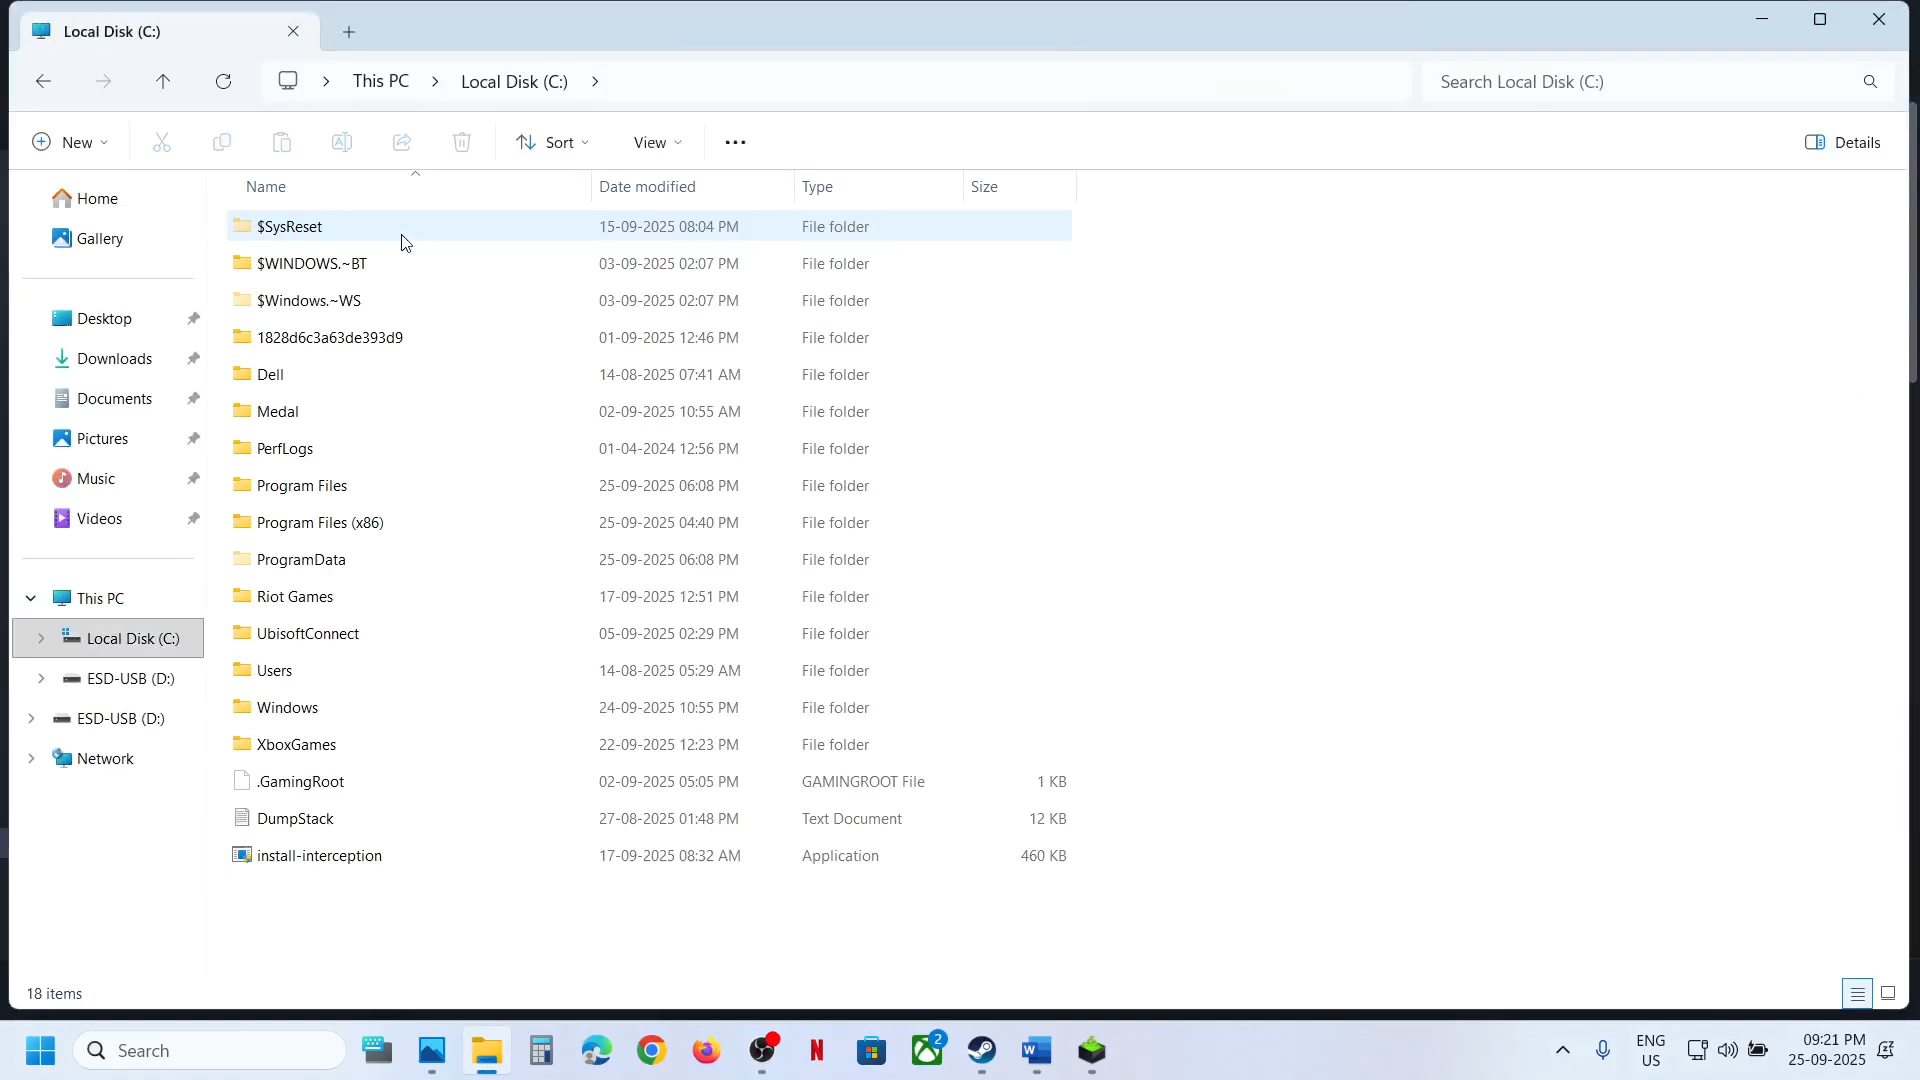 Local Disk (C:)
This PC
Local Disk (C:)
Search Local Disk (C:)
New
Sort
View
Details
Name
Date modified
Type
Size
Home
Gallery
Desktop
Downloads
Documents
Pictures
Music
Videos
This PC
Local Disk (C:)
ESD-USB (D:)
ESD-USB (D:)
Network
$SysReset 15-09-2025 08:04 PM File folder
$WINDOWS.~BT 03-09-2025 02:07 PM File folder
$Windows.~WS 03-09-2025 02:07 PM File folder
1828d6c3a63de393d9 01-09-2025 12:46 PM File folder
Dell 14-08-2025 07:41 AM File folder
Medal 02-09-2025 10:55 AM File folder
PerfLogs 01-04-2024 12:56 PM File folder
Program Files 25-09-2025 06:08 PM File folder
Program Files (x86) 25-09-2025 04:40 PM File folder
ProgramData 25-09-2025 06:08 PM File folder
Riot Games 17-09-2025 12:51 PM File folder
UbisoftConnect 05-09-2025 02:29 PM File folder
Users 14-08-2025 05:29 AM File folder
Windows 24-09-2025 10:55 PM File folder
XboxGames 22-09-2025 12:23 PM File folder
.GamingRoot 02-09-2025 05:05 PM GAMINGROOT File 1 KB
DumpStack 27-08-2025 01:48 PM Text Document 12 KB
install-interception 17-09-2025 08:32 AM Application 460 KB
18 items
Search
N
2
W
ENG
US
09:21 PM
25-09-2025